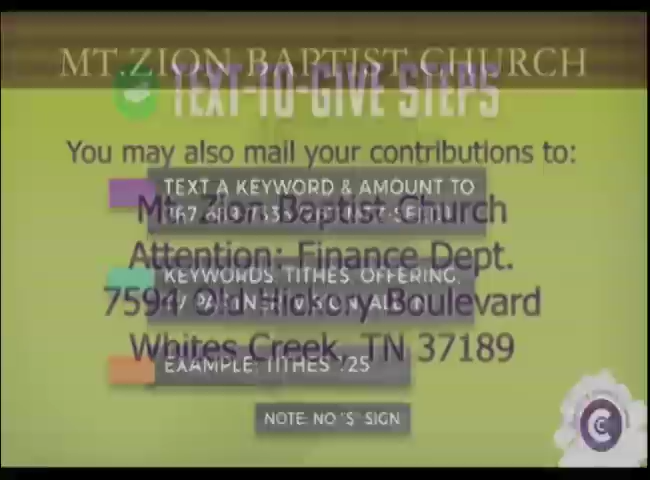 MT. ZION BAPTIST CHURCH
TEXT-TO-GIVE STEPS
You may also mail your contributions to:
TEXT A KEYWORD & AMOUNT TO
Mt. Zion Baptist Church
Attention: Finance Dept.
KEYWORDS: TITHES, OFFERING,
7594 Old Hickory Boulevard
Whites Creek, TN 37189
EXAMPLE: TITHES 125
NOTE: NO "$" SIGN